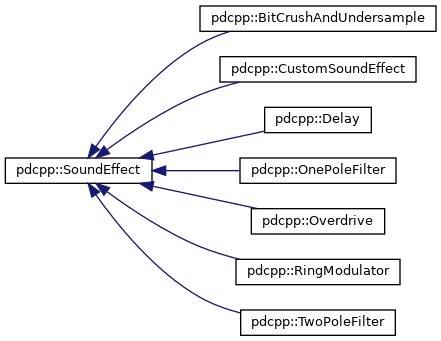 pdcpp::BitCrushAndUndersample
pdcpp::CustomSoundEffect
pdcpp::Delay
pdcpp::SoundEffect
pdcpp::OnePoleFilter
pdcpp::Overdrive
pdcpp::RingModulator
pdcpp::TwoPoleFilter